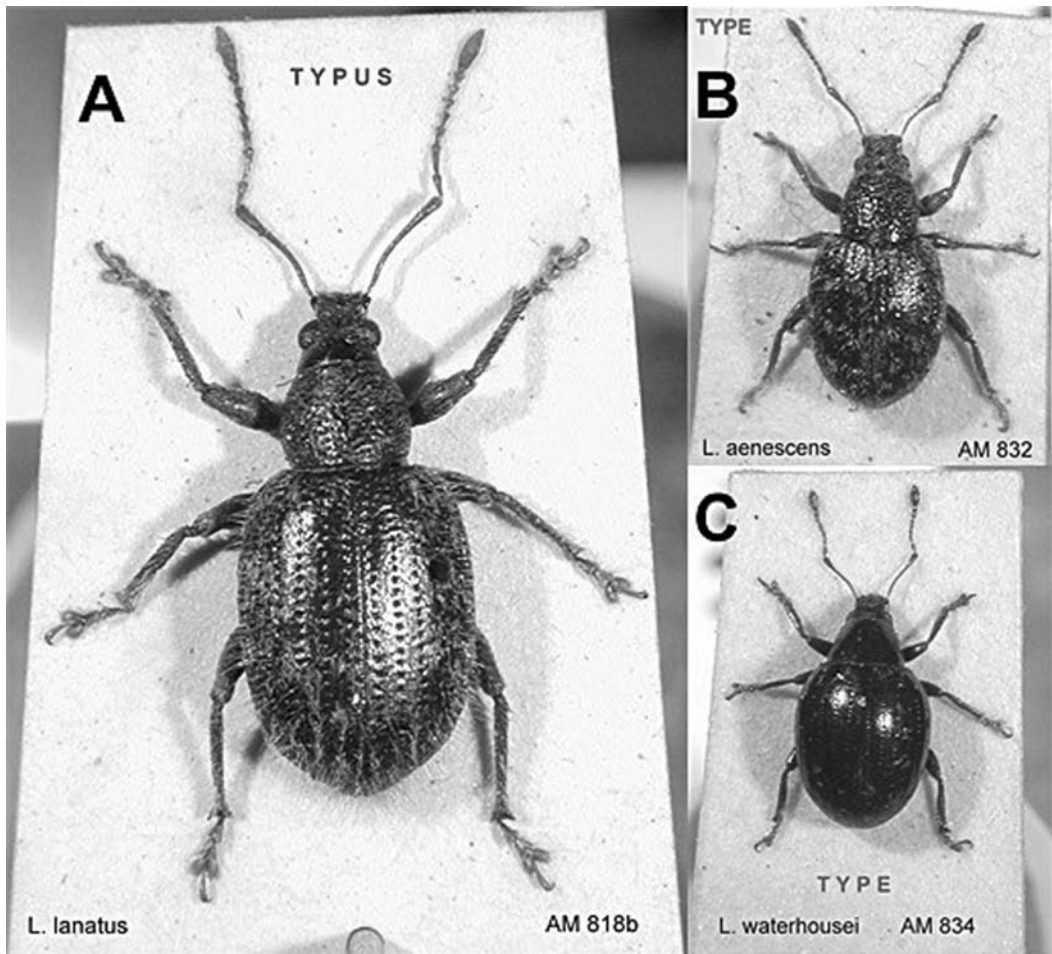 A
TYPUS
L. lanatus
AM 818b
TYPE
B
L. aenescens
AM 832
C
TYPE
L. waterhousei
AM 834